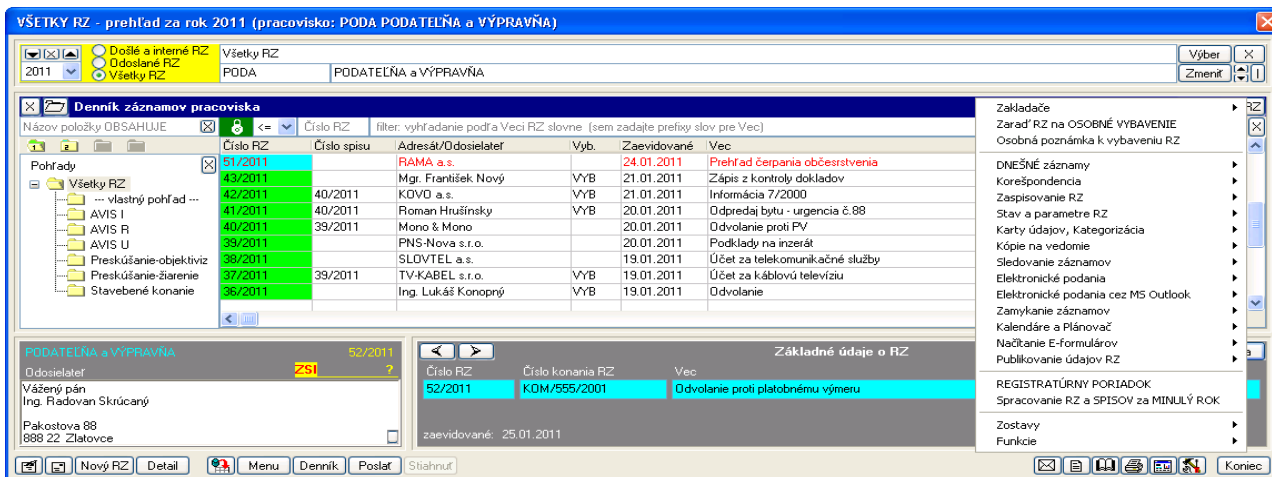 VŠETKY RZ - prehľad za rok 2011 (pracovisko: PODA PODATEĽŇA a VÝPRAVŇA)
Došlé a interné RZ
Odoslané RZ
Všetky RZ
2011
Všetky RZ
PODA PODATEĽŇA a VÝPRAVŇA
Výber
Zmeniť
Denník záznamov pracoviska
RZ
Názov položky OBSAHUJE
<= Číslo RZ filter: vyhľadanie podľa Veci RZ slovne (sem zadajte prefixy slov pre Vec)
Pohľady
Všetky RZ
--- vlastný pohľad ---
AVIS I
AVIS R
AVIS U
Preskúšanie-objektiviz
Preskúšanie-žiarenie
Stavebené konanie
Číslo RZ Číslo spisu Adresát/Odosielateľ Vyb. Zaevidované Vec
51/2011 RAMA a.s. 24.01.2011 Prehľad čerpania občesrstvenia
43/2011 Mgr. František Nový VYB 21.01.2011 Zápis z kontroly dokladov
42/2011 40/2011 KOVO a.s. VYB 21.01.2011 Informácia 7/2000
41/2011 40/2011 Roman Hrušínsky VYB 20.01.2011 Odpredaj bytu - urgencia č.88
40/2011 39/2011 Mono & Mono 20.01.2011 Odvolanie proti PV
39/2011 PNS-Nova s.r.o. 20.01.2011 Podklady na inzerát
38/2011 SLOVTEL a.s. 19.01.2011 Účet za telekomunikačné služby
37/2011 39/2011 TV-KABEL s.r.o. VYB 19.01.2011 Účet za káblovú televíziu
36/2011 Ing. Lukáš Konopný VYB 19.01.2011 Odvolanie
Zakladače
Zaraď RZ na OSOBNÉ VYBAVENIE
Osobná poznámka k vybaveniu RZ
DNEŠNÉ záznamy
Korešpondencia
Zaspisovanie RZ
Stav a parametre RZ
Karty údajov, Kategorizácia
Kópie na vedomie
Sledovanie záznamov
Elektronické podania
Elektronické podania cez MS Outlook
Zamykanie záznamov
Kalendáre a Plánovač
Načítanie E-formulárov
Publikovanie údajov RZ
REGISTRATÚRNY PORIADOK
Spracovanie RZ a SPISOV za MINULÝ ROK
Zostavy
Funkcie
PODATEĽŇA a VÝPRAVŇA 52/2011
Odosielateľ ZSI ?
Vážený pán
Ing. Radovan Skrúcaný
Pakostova 88
888 22 Zlatovce
Základné údaje o RZ
Číslo RZ Číslo konania RZ Vec
52/2011 KOM/555/2001 Odvolanie proti platobnému výmeru
zaevidované: 25.01.2011
Nový RZ Detail Menu Denník Poslať Stiahnuť Koniec